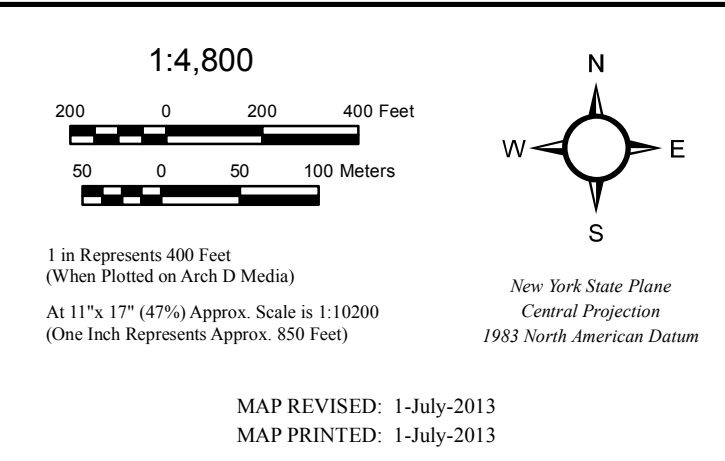 1:4,800
200 0 200 400 Feet
50 0 50 100 Meters
1 in Represents 400 Feet
(When Plotted on Arch D Media)
At 11"x 17" (47%) Approx. Scale is 1:10200
(One Inch Represents Approx. 850 Feet)
N
W E
S
New York State Plane
Central Projection
1983 North American Datum
MAP REVISED: 1-July-2013
MAP PRINTED: 1-July-2013